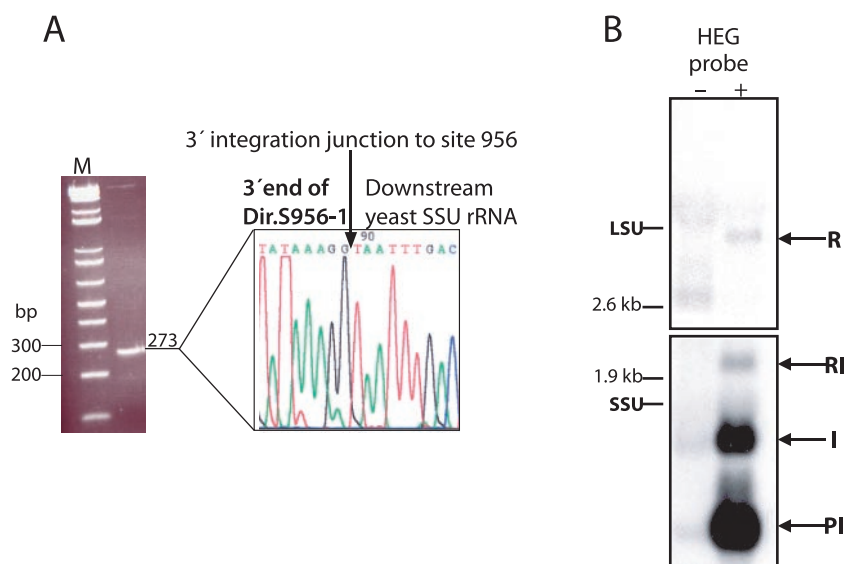 A
3´ integration junction to site 956
M
3´end of
Dir.S956-1
Downstream
yeast SSU rRNA
90
TATAAAGGTAATTTGAC
bp
300
273
200
B
HEG
probe
– +
LSU
R
2.6 kb
RI
1.9 kb
SSU
I
PI